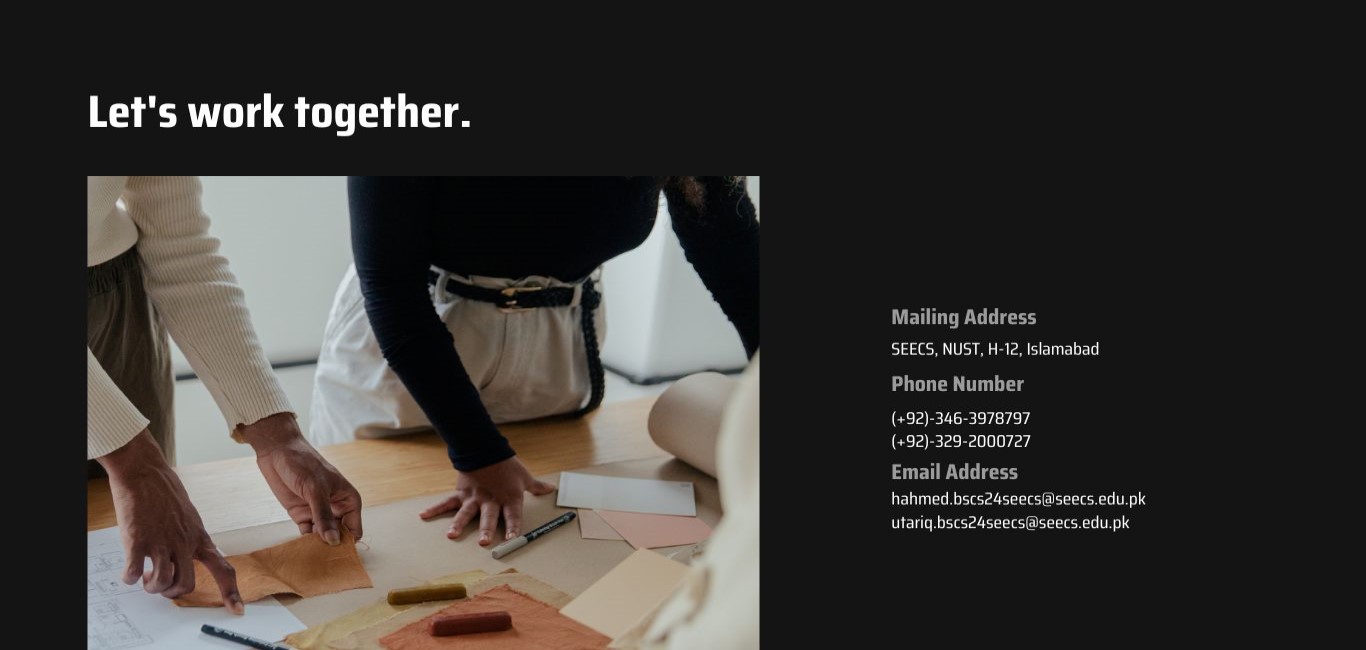 Let's work together.
Mailing Address
SEECS, NUST, H-12, Islamabad
Phone Number
(+92)-346-3978797
(+92)-329-2000727
Email Address
hahmed.bscs24seecs@seecs.edu.pk
utariq.bscs24seecs@seecs.edu.pk